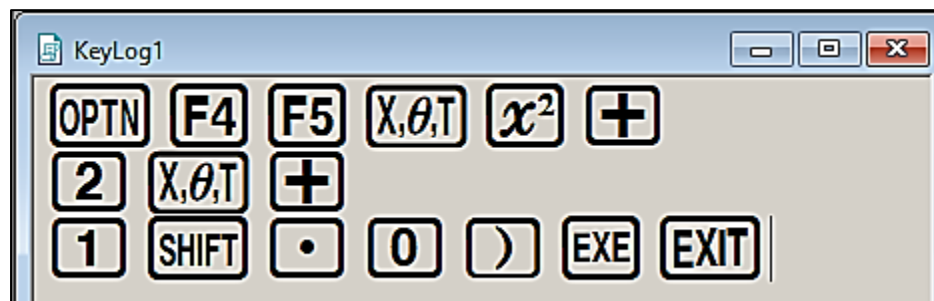 KeyLog1
OPTN F4 F5 X,θ,T x² +
2 X,θ,T +
1 SHIFT • 0 ) EXE EXIT